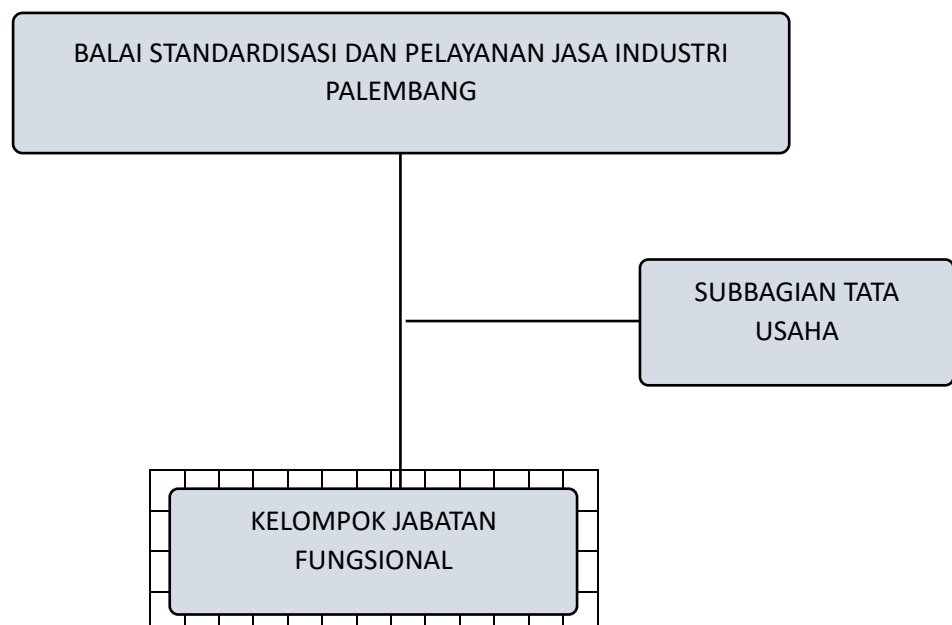 BALAI STANDARDISASI DAN PELAYANAN JASA INDUSTRI
PALEMBANG
SUBBAGIAN TATA
USAHA
KELOMPOK JABATAN
FUNGSIONAL